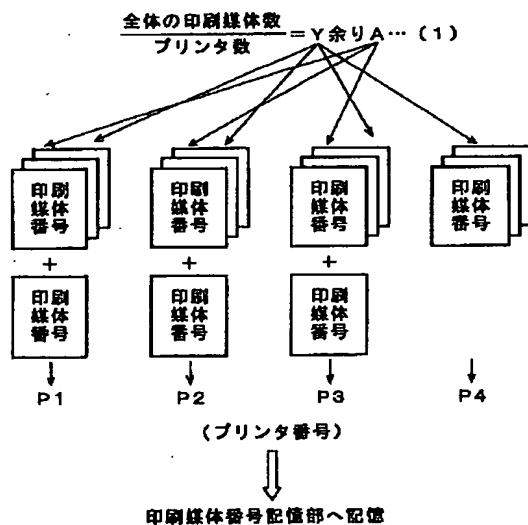 全体の印刷媒体数
プリンタ数
=Y余りA…(1)
印刷媒体番号
印刷媒体番号
印刷媒体番号
印刷媒体番号
+
+
+
印刷媒体番号
印刷媒体番号
印刷媒体番号
P1
P2
P3
P4
(プリンタ番号)
印刷媒体番号記憶部へ記憶